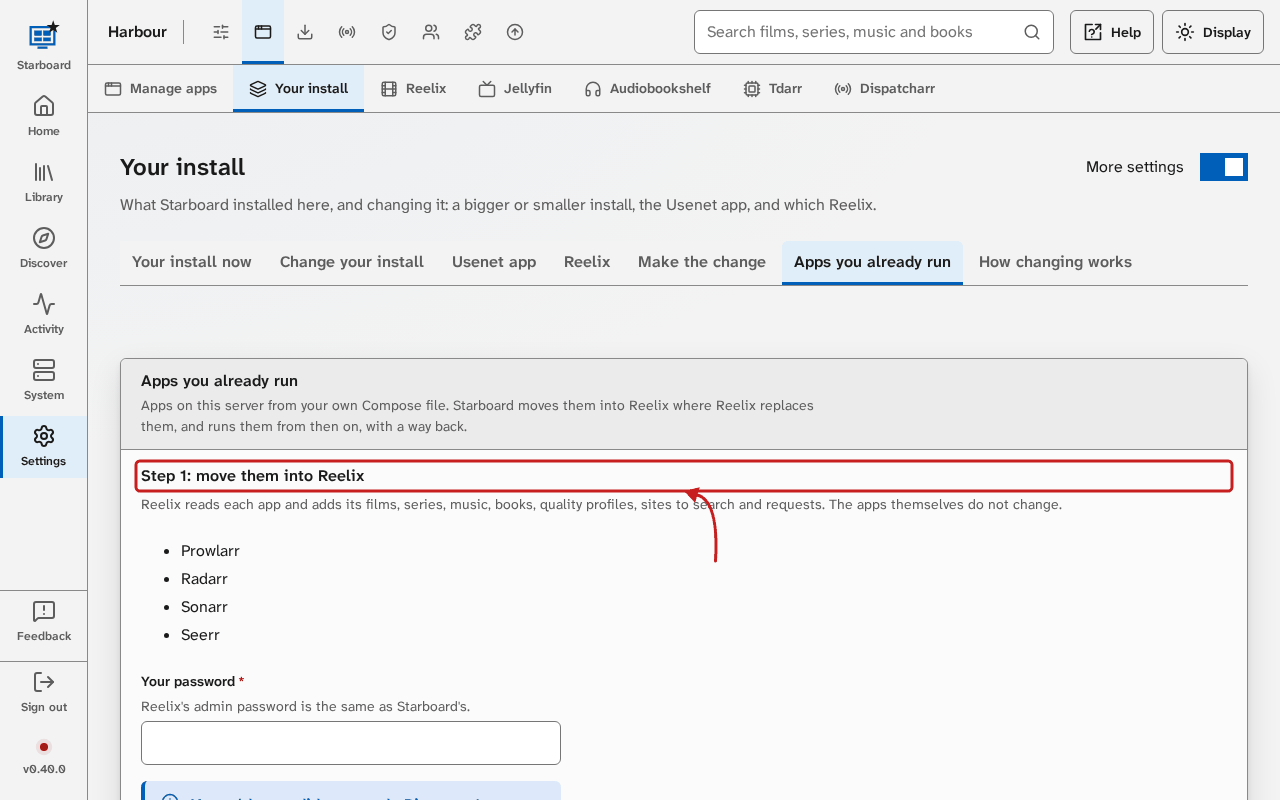 Starboard
Home
Library
Discover
Activity
System
Settings
Feedback
Sign out
v0.40.0
Harbour
Search films, series, music and books
Help
Display
Manage apps
Your install
Reelix
Jellyfin
Audiobookshelf
Tdarr
Dispatcharr
Your install
More settings
What Starboard installed here, and changing it: a bigger or smaller install, the Usenet app, and which Reelix.
Your install now
Change your install
Usenet app
Reelix
Make the change
Apps you already run
How changing works
Apps you already run
Apps on this server from your own Compose file. Starboard moves them into Reelix where Reelix replaces
them, and runs them from then on, with a way back.
Step 1: move them into Reelix
Reelix reads each app and adds its films, series, music, books, quality profiles, sites to search and requests. The apps themselves do not change.
Prowlarr
Radarr
Sonarr
Seerr
Your password *
Reelix's admin password is the same as Starboard's.